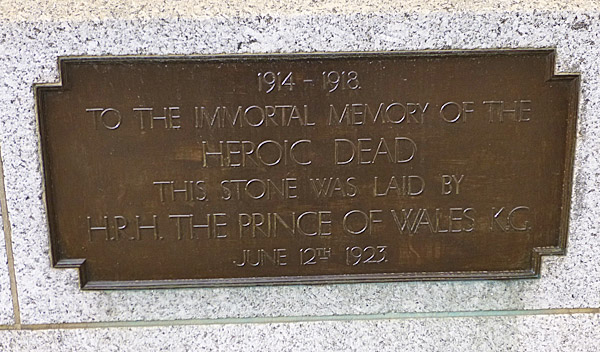 1914 - 1918.
TO THE IMMORTAL MEMORY OF THE
HEROIC DEAD
THIS STONE WAS LAID BY
H.R.H. THE PRINCE OF WALES K.G.
JUNE 12TH 1923.